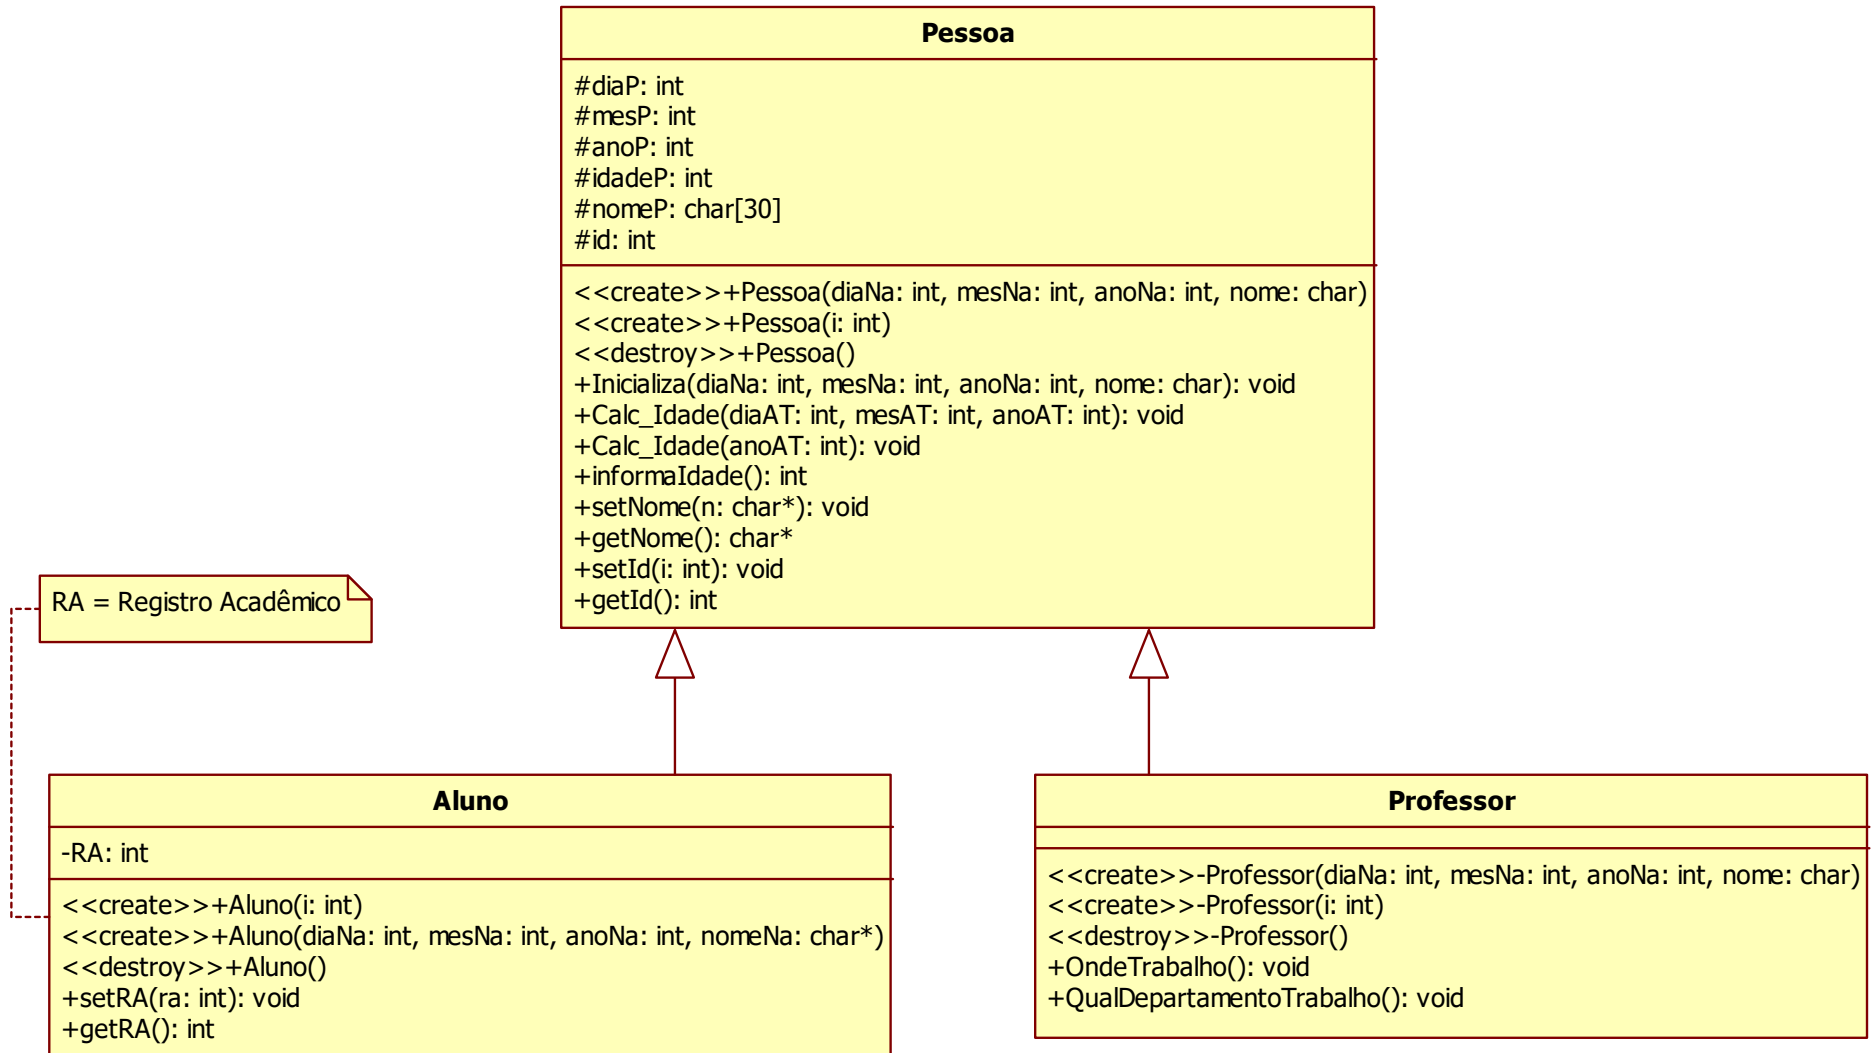 Pessoa
#diaP: int
#mesP: int
#anoP: int
#idadeP: int
#nomeP: char[30]
#id: int
<<create>>+Pessoa(diaNa: int, mesNa: int, anoNa: int, nome: char)
<<create>>+Pessoa(i: int)
<<destroy>>+Pessoa()
+Inicializa(diaNa: int, mesNa: int, anoNa: int, nome: char): void
+Calc_Idade(diaAT: int, mesAT: int, anoAT: int): void
+Calc_Idade(anoAT: int): void
+informaIdade(): int
+setNome(n: char*): void
+getNome(): char*
+setId(i: int): void
+getId(): int
RA = Registro Acadêmico
Aluno
-RA: int
<<create>>+Aluno(i: int)
<<create>>+Aluno(diaNa: int, mesNa: int, anoNa: int, nomeNa: char*)
<<destroy>>+Aluno()
+setRA(ra: int): void
+getRA(): int
Professor
<<create>>-Professor(diaNa: int, mesNa: int, anoNa: int, nome: char)
<<create>>-Professor(i: int)
<<destroy>>-Professor()
+OndeTrabalho(): void
+QualDepartamentoTrabalho(): void